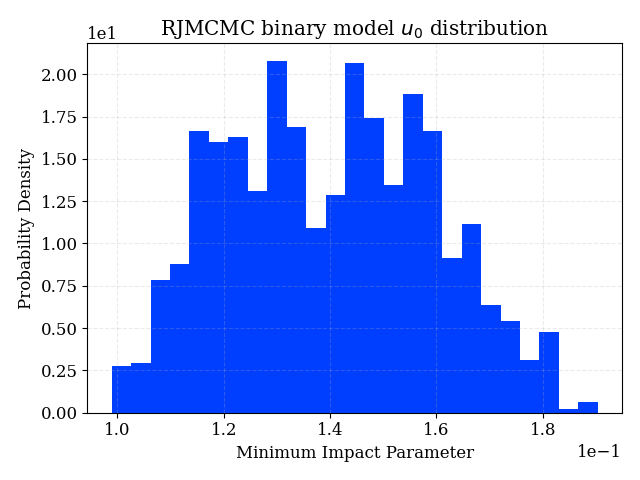 RJMCMC binary model $u_0$ distribution
1e1
2.00
1.75
1.50
1.25
1.00
0.75
0.50
0.25
0.00
Probability Density
1.0 1.2 1.4 1.6 1.8
1e−1
Minimum Impact Parameter